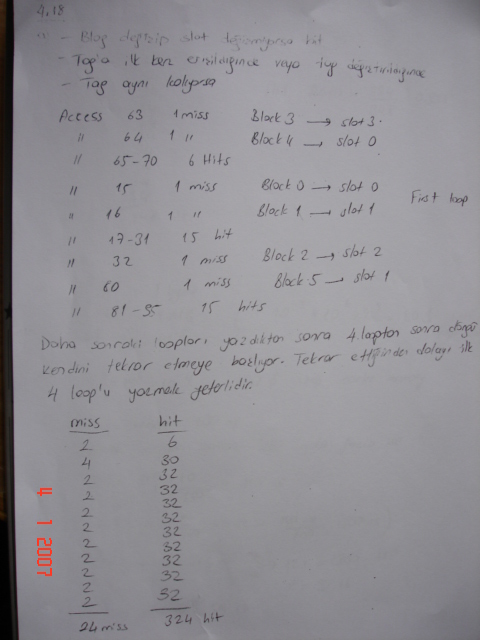 4.18
- Blog değişip slot değişmiyorsa hit
- Tag'a ilk kez erişildiğinde veya tag değiştirildiğinde
- Tag aynı kalıyorsa
Access 63 1 miss Block 3 → slot 3.
" 64 1 " Block 4 → slot 0
" 65-70 6 Hits
" 15 1 miss Block 0 → slot 0
First loop
" 16 1 " Block 1 → slot 1
" 17-31 15 hit
" 32 1 miss Block 2 → slot 2
" 80 1 miss Block 5 → slot 1
" 81-95 15 hits
Daha sonraki loopları yazdıktan sonra 4 looptan sonra döngü
kendini tekrar etmeye başlıyor. Tekrar ettiğinden dolayı ilk
4 loop'u yazmak yeterlidir.
miss hit
2 6
4 30
2 32
2 32
2 32
2 32
2 32
2 32
2 32
2 32
2 32
24 miss 324 hit
4 1 2007